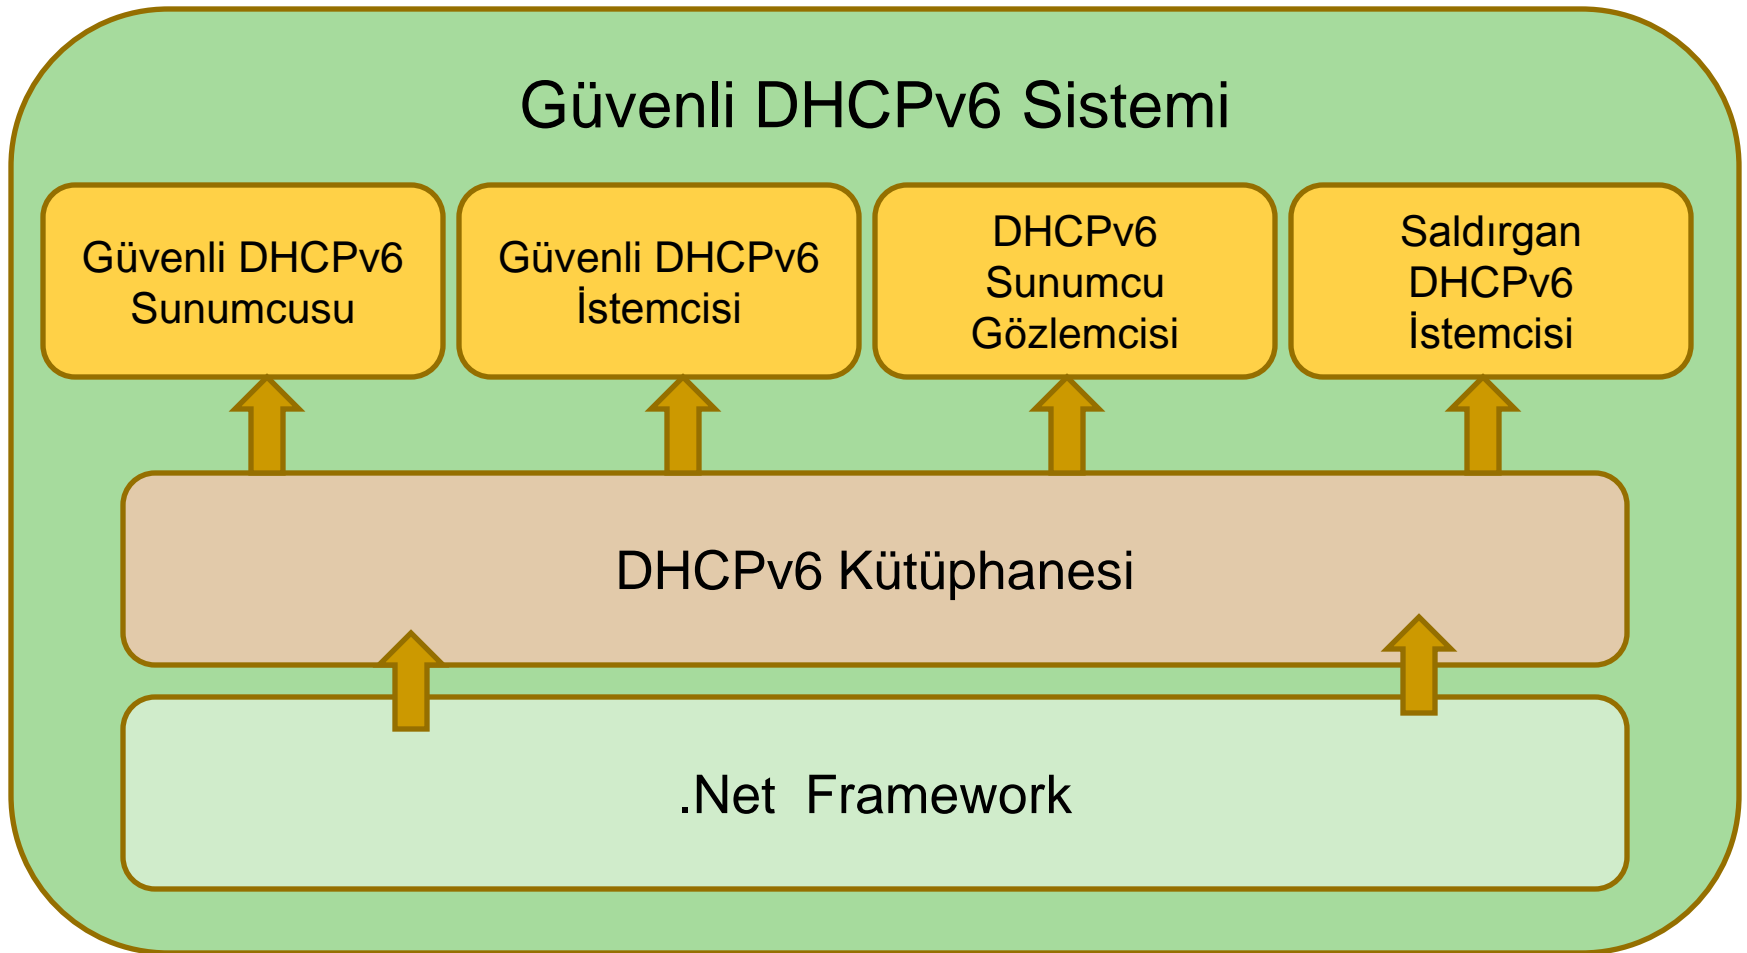 Güvenli DHCPv6 Sistemi
Güvenli DHCPv6
Sunumcusu
Güvenli DHCPv6
İstemcisi
DHCPv6
Sunumcu
Gözlemcisi
Saldırgan
DHCPv6
İstemcisi
DHCPv6 Kütüphanesi
.Net  Framework